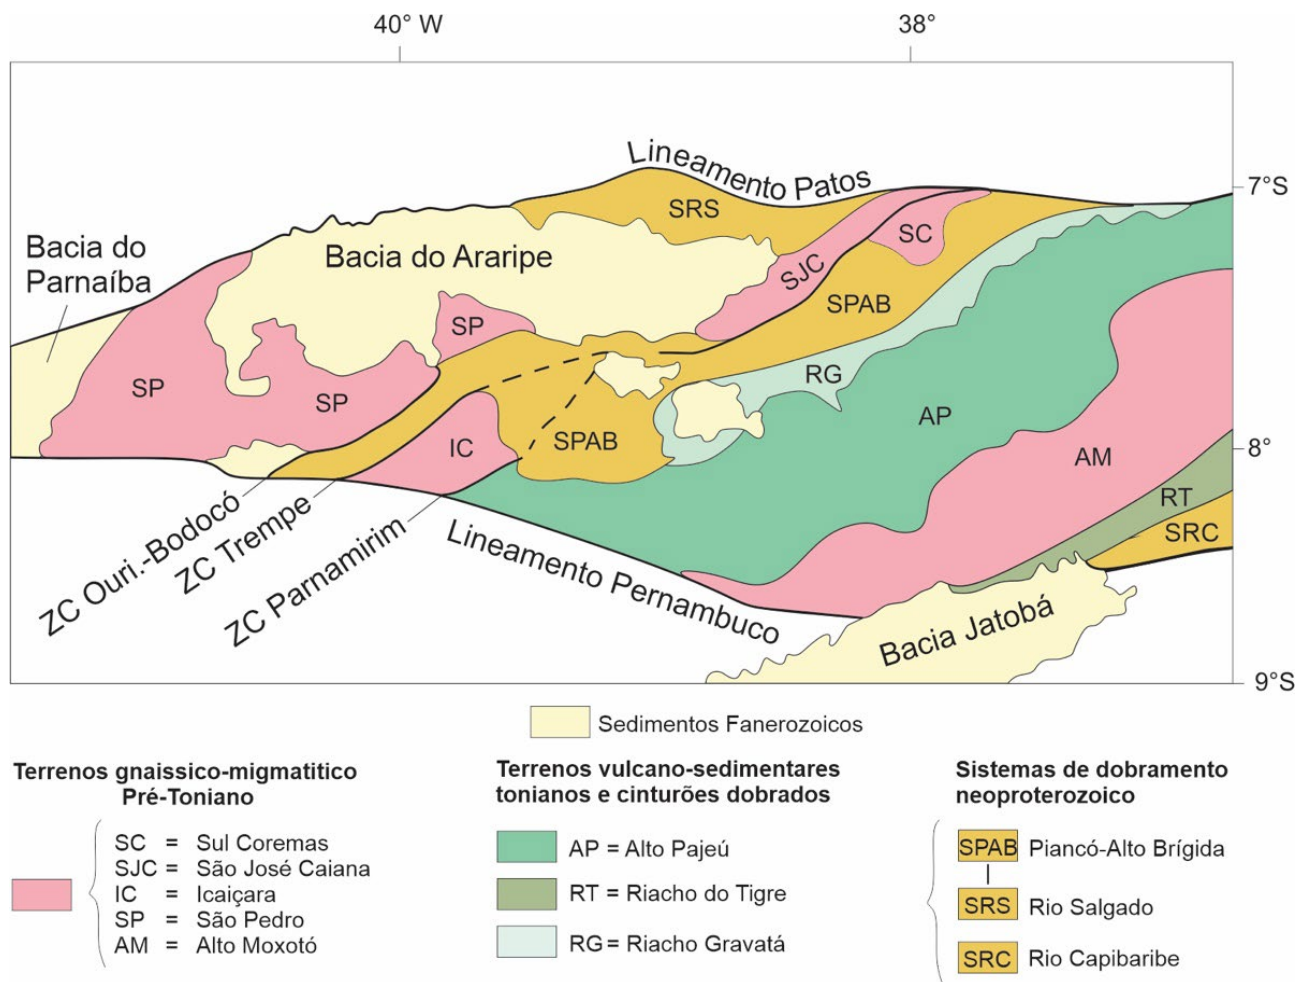 40° W
38°
Lineamento Patos
7°S
SRS
SC
Bacia do
Parnaíba
Bacia do Araripe
SJC
SPAB
SP
RG
SP
SP
AP
IC
SPAB
8°
AM
RT
SRC
ZC Ouri.-Bodocó
ZC Trempe
ZC Parnamirim
Lineamento Pernambuco
Bacia Jatobá
9°S
Sedimentos Fanerozoicos
Terrenos gnaissico-migmatitico
Pré-Toniano
SC = Sul Coremas
SJC = São José Caiana
IC = Icaiçara
SP = São Pedro
AM = Alto Moxotó
Terrenos vulcano-sedimentares
tonianos e cinturões dobrados
AP = Alto Pajeú
RT = Riacho do Tigre
RG = Riacho Gravatá
Sistemas de dobramento
neoproterozoico
SPAB Piancó-Alto Brígida
SRS Rio Salgado
SRC Rio Capibaribe